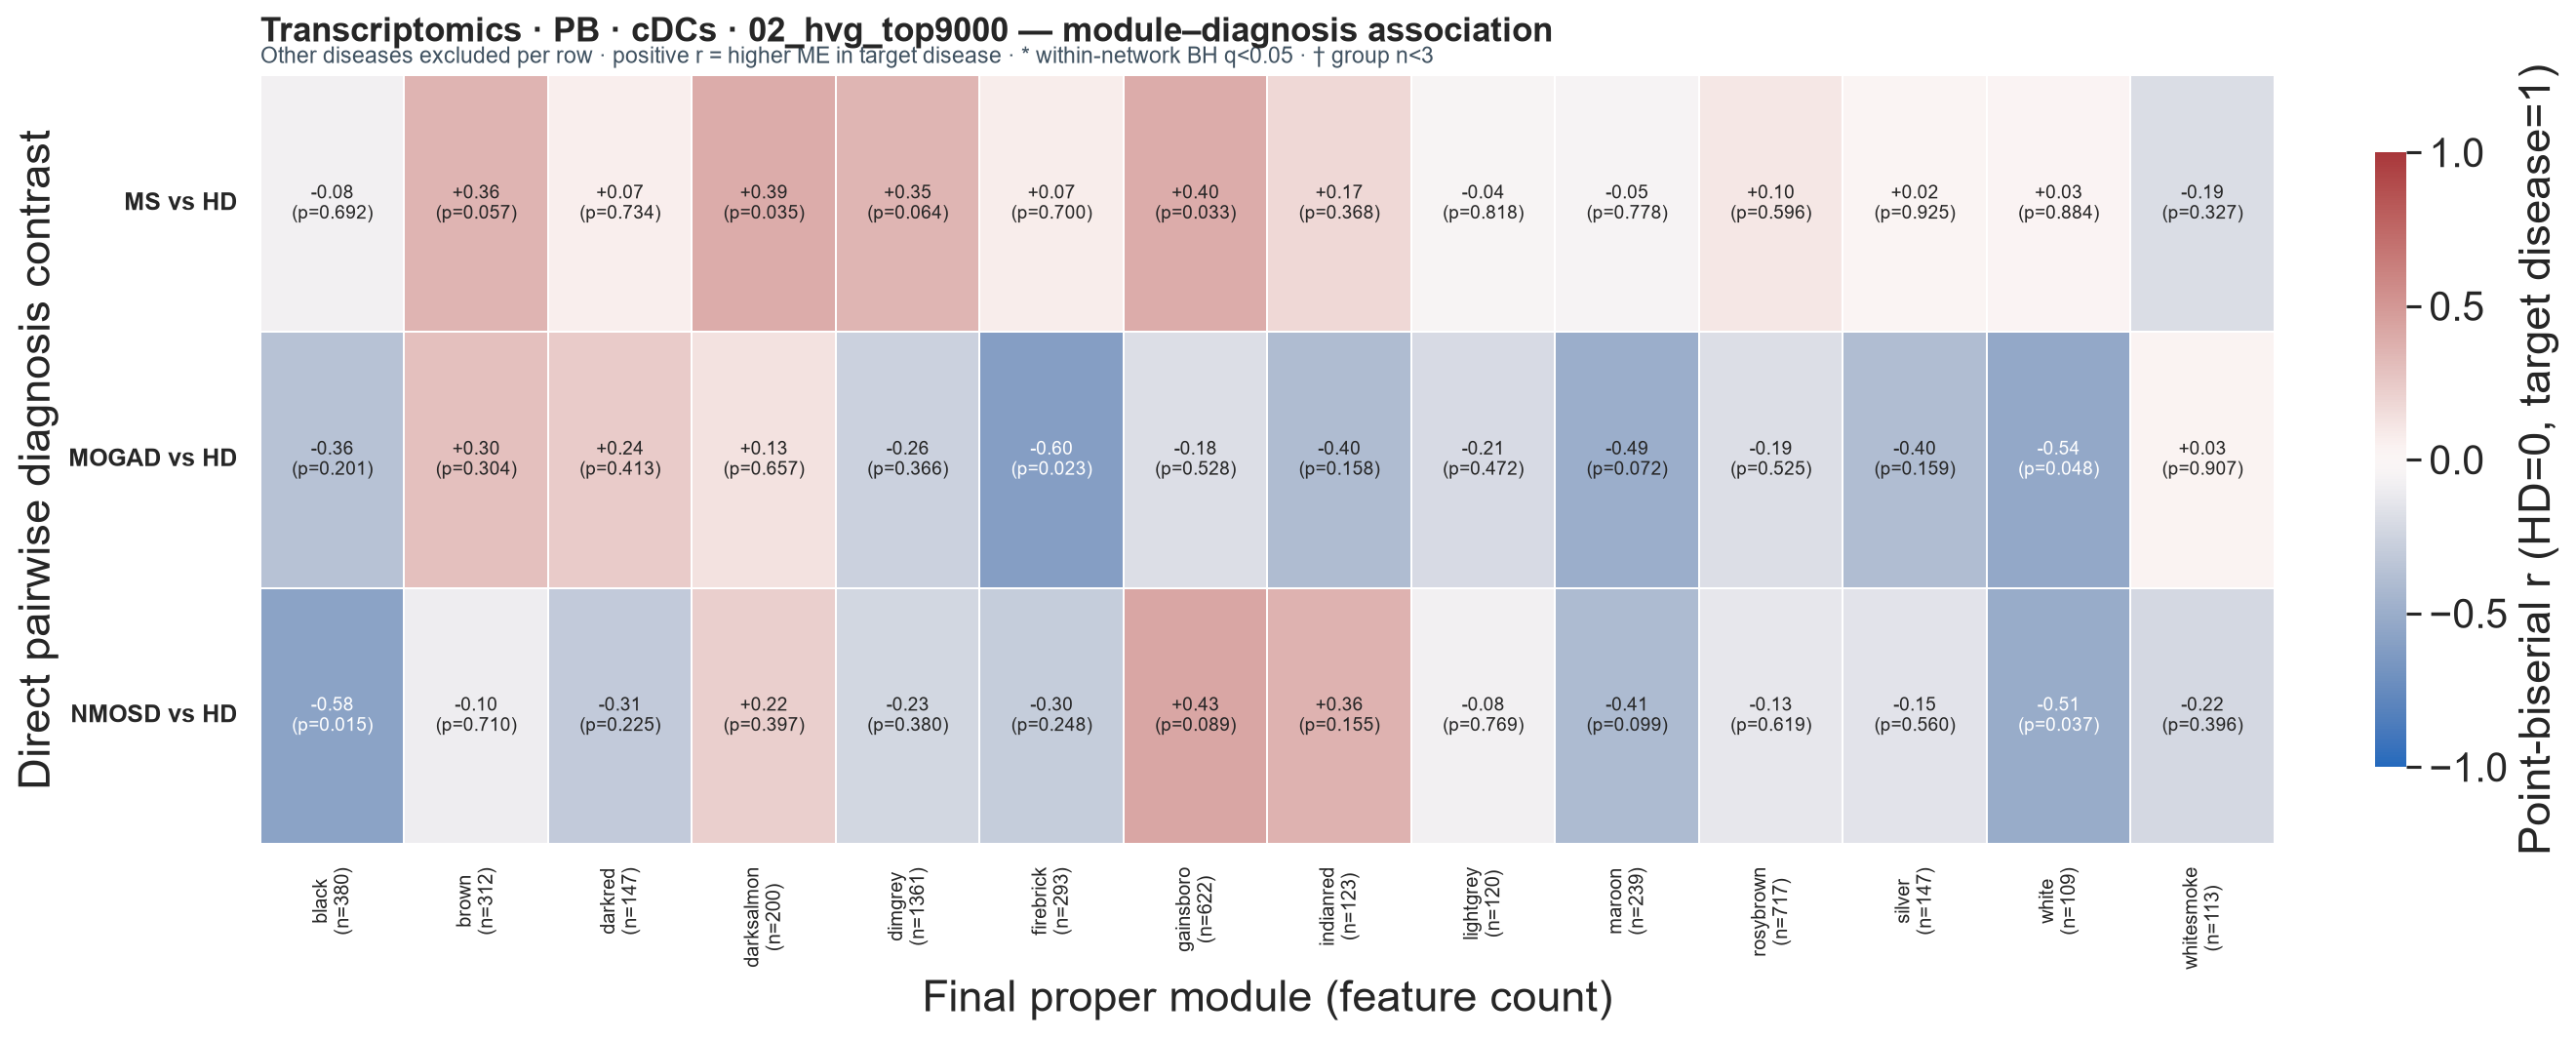 Transcriptomics · PB · cDCs · 02_hvg_top9000 — module–diagnosis association
Other diseases excluded per row · positive r = higher ME in target disease · * within-network BH q<0.05 · † group n<3
Direct pairwise diagnosis contrast
MS vs HD
-0.08 +0.36 +0.07 +0.39 +0.35 +0.07 +0.40 +0.17 -0.04 -0.05 +0.10 +0.02 +0.03 -0.19
(p=0.692) (p=0.057) (p=0.734) (p=0.035) (p=0.064) (p=0.700) (p=0.033) (p=0.368) (p=0.818) (p=0.778) (p=0.596) (p=0.925) (p=0.884) (p=0.327)
MOGAD vs HD
-0.36 +0.30 +0.24 +0.13 -0.26 -0.60 -0.18 -0.40 -0.21 -0.49 -0.19 -0.40 -0.54 +0.03
(p=0.201) (p=0.304) (p=0.413) (p=0.657) (p=0.366) (p=0.023) (p=0.528) (p=0.158) (p=0.472) (p=0.072) (p=0.525) (p=0.159) (p=0.048) (p=0.907)
NMOSD vs HD
-0.58 -0.10 -0.31 +0.22 -0.23 -0.30 +0.43 +0.36 -0.08 -0.41 -0.13 -0.15 -0.51 -0.22
(p=0.015) (p=0.710) (p=0.225) (p=0.397) (p=0.380) (p=0.248) (p=0.089) (p=0.155) (p=0.769) (p=0.099) (p=0.619) (p=0.560) (p=0.037) (p=0.396)
black
(n=380)
brown
(n=312)
darkred
(n=147)
darksalmon
(n=200)
dimgrey
(n=1361)
firebrick
(n=293)
gainsboro
(n=622)
indianred
(n=123)
lightgrey
(n=120)
maroon
(n=239)
rosybrown
(n=717)
silver
(n=147)
white
(n=109)
whitesmoke
(n=113)
Final proper module (feature count)
1.0
0.5
0.0
−0.5
−1.0
Point-biserial r (HD=0, target disease=1)